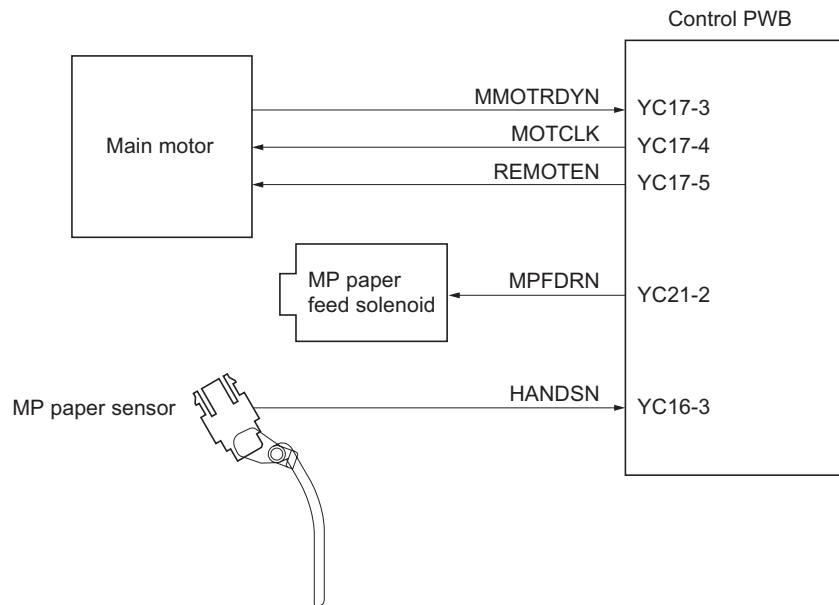 Control PWB
Main motor
MMOTRDYN
YC17-3
MOTCLK
YC17-4
REMOTEN
YC17-5
MP paper
feed solenoid
MPFDRN
YC21-2
MP paper sensor
HANDSN
YC16-3